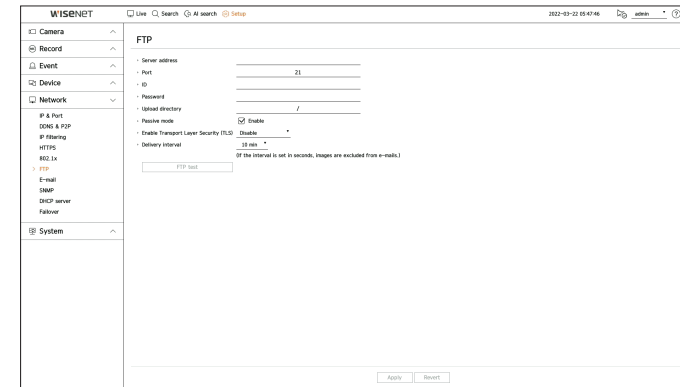 WISENET
Live Search AI search Setup 2022-03-22 05:47:46 admin ?
Camera
Record
Event
Device
Network
IP & Port
DDNS & P2P
IP filtering
HTTPS
802.1x
FTP
E-mail
SNMP
DHCP server
Failover
System
FTP
Server address
Port 21
ID
Password
Upload directory /
Passive mode Enable
Enable Transport Layer Security (TLS) Disable
Delivery interval 10 min
(If the interval is set in seconds, images are excluded from e-mails.)
FTP test
Apply Revert